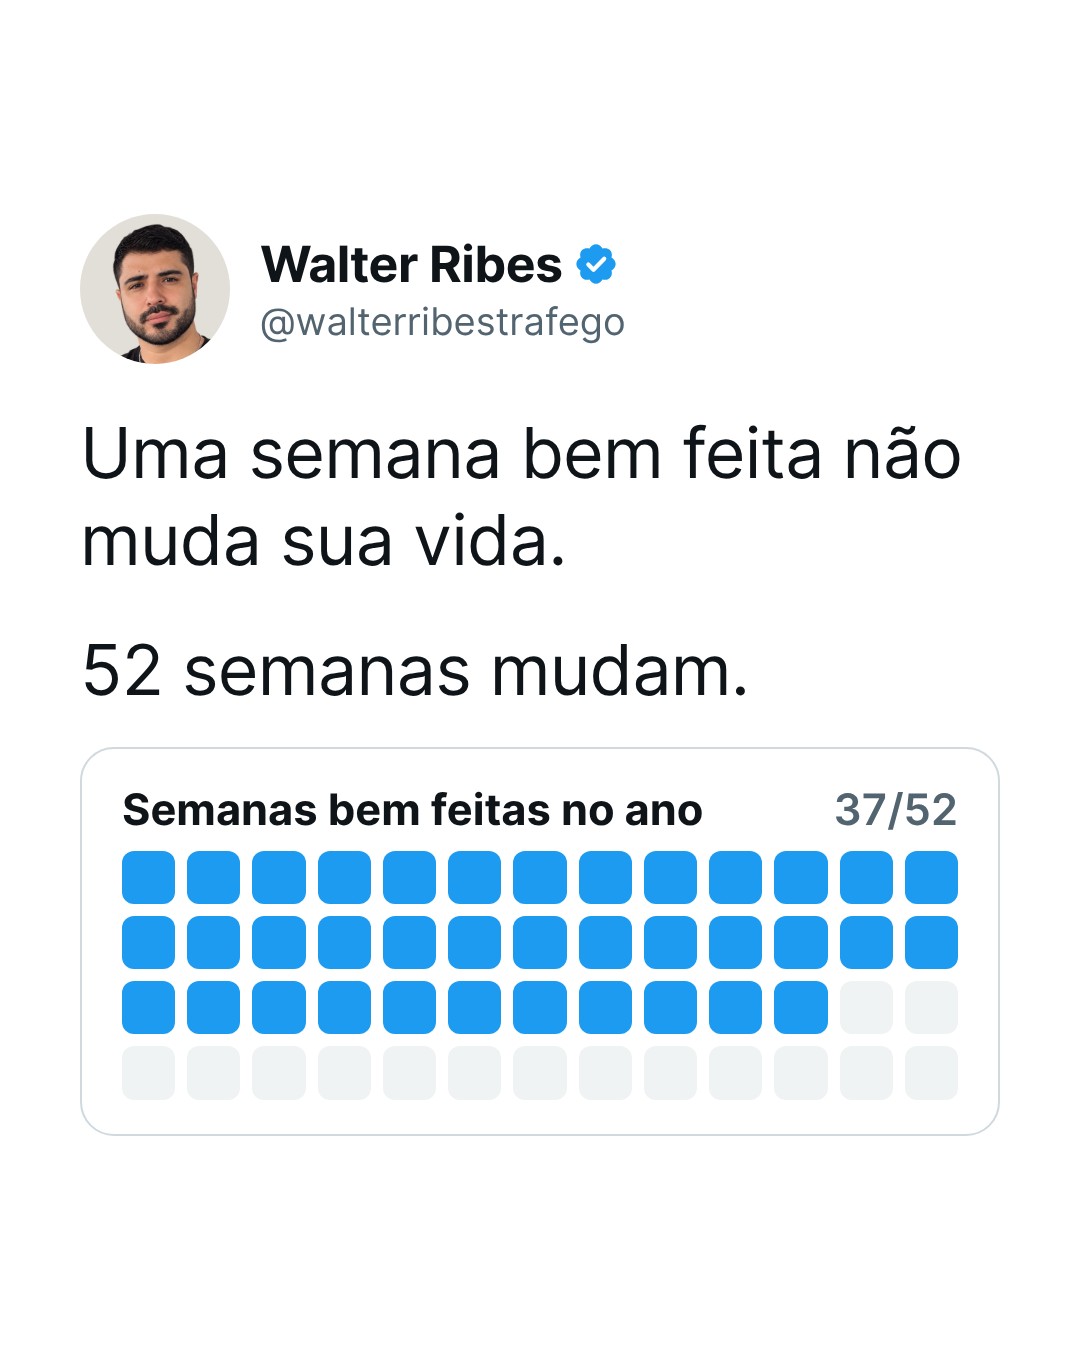 Walter Ribes
@walterribestrafego
Uma semana bem feita não
muda sua vida.
52 semanas mudam.
Semanas bem feitas no ano
37/52